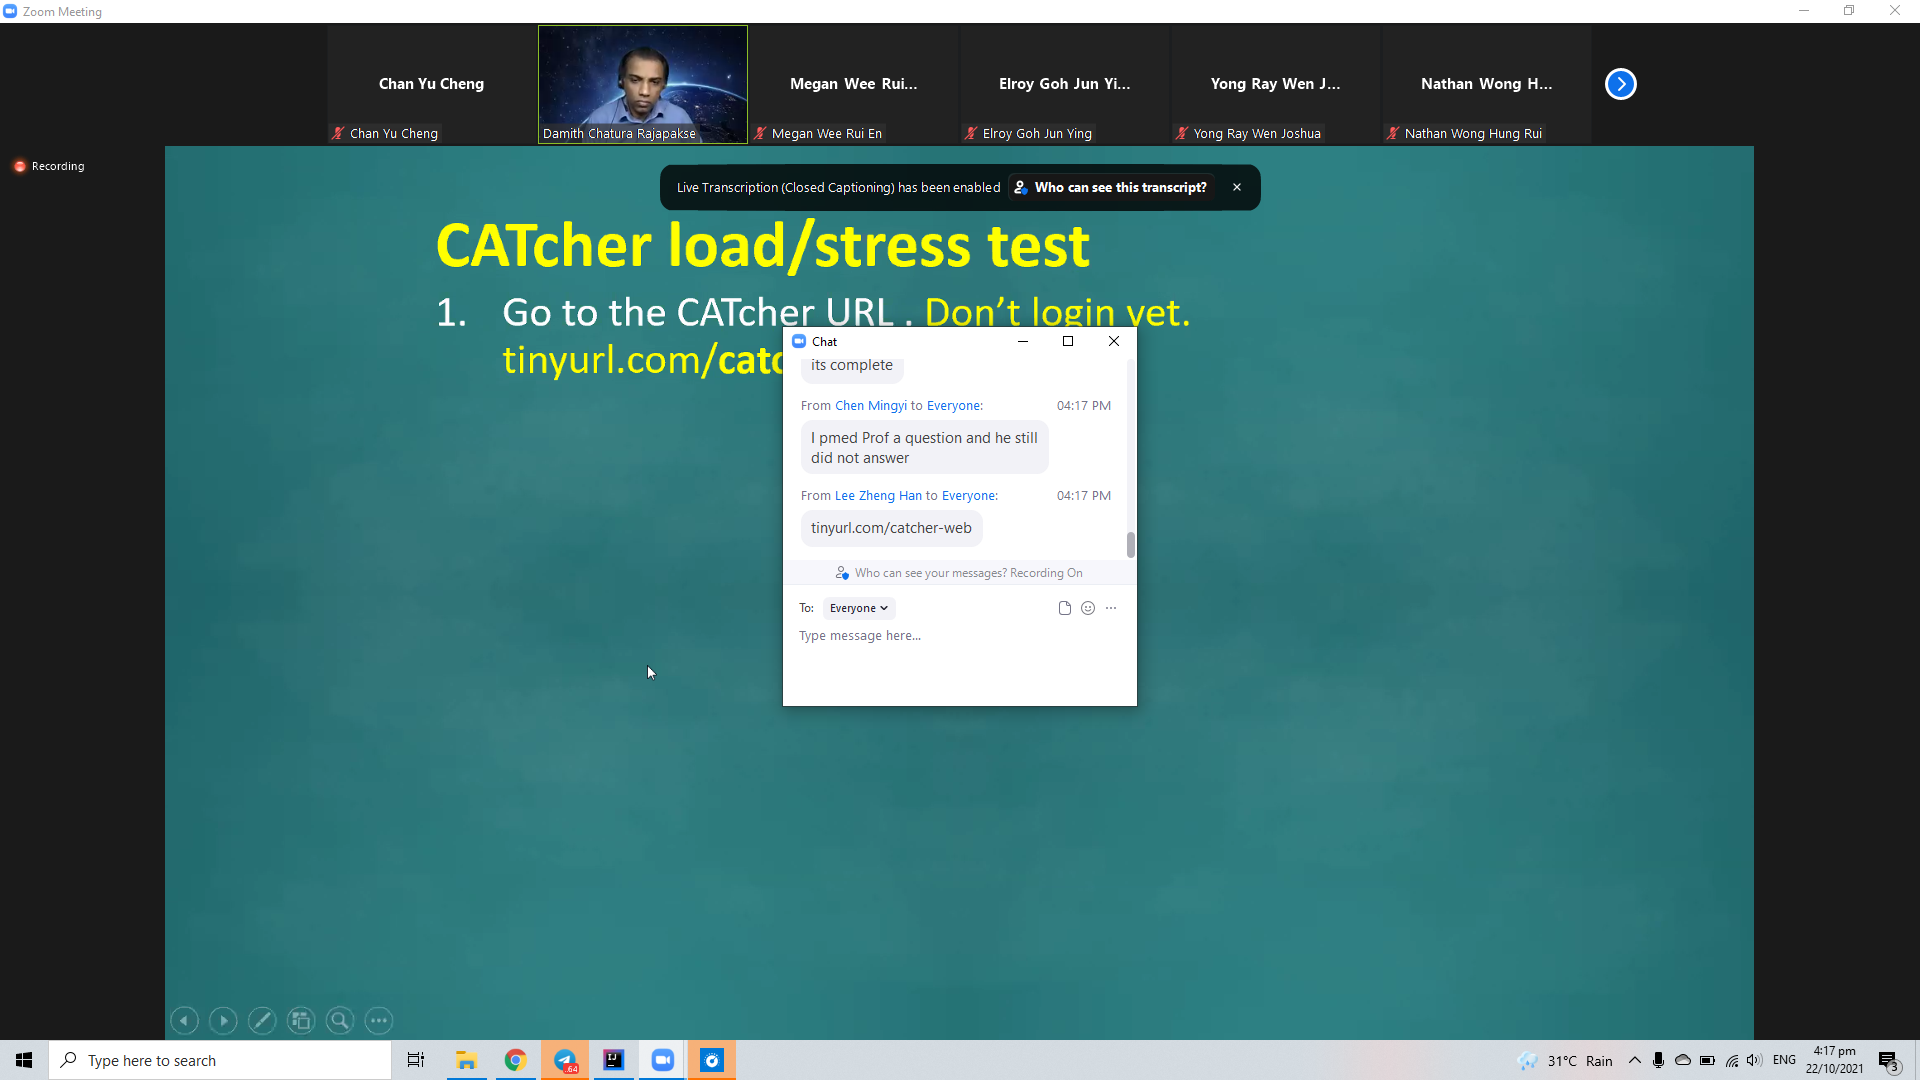 Zoom Meeting
Chan Yu Cheng
Megan Wee Rui...
Elroy Goh Jun Yi...
Yong Ray Wen J...
Nathan Wong H...
Chan Yu Cheng
Damith Chatura Rajapakse
Megan Wee Rui En
Elroy Goh Jun Ying
Yong Ray Wen Joshua
Nathan Wong Hung Rui
Recording
Live Transcription (Closed Captioning) has been enabled Who can see this transcript?
CATcher load/stress test
1. Go to the CATcher URL . Don't login yet.
tinyurl.com/catc
Chat
its complete
From Chen Mingyi to Everyone: 04:17 PM
I pmed Prof a question and he still
did not answer
From Lee Zheng Han to Everyone: 04:17 PM
tinyurl.com/catcher-web
Who can see your messages? Recording On
To: Everyone
Type message here...
Type here to search
64
IJ
31°C Rain
ENG
4:17 pm
22/10/2021
3